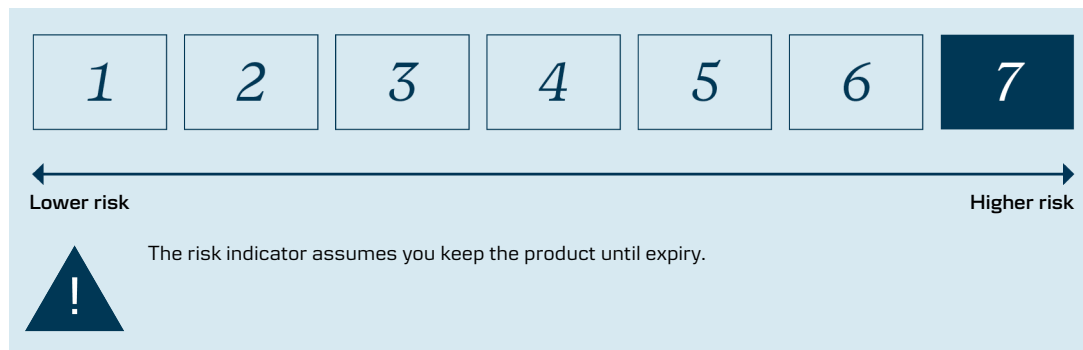 1 2 3 4 5 6 7
Lower risk Higher risk
The risk indicator assumes you keep the product until expiry.
!